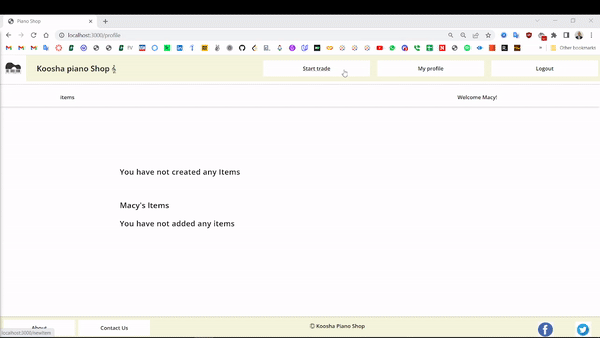 Piano Shop
localhost:3000/profile
Other bookmarks
Koosha piano Shop
Start trade
My profile
Logout
Items
Welcome Macy!
You have not created any Items
Macy's Items
You have not added any items
About
Contact Us
© Koosha Piano Shop
localhost:3000/newItem